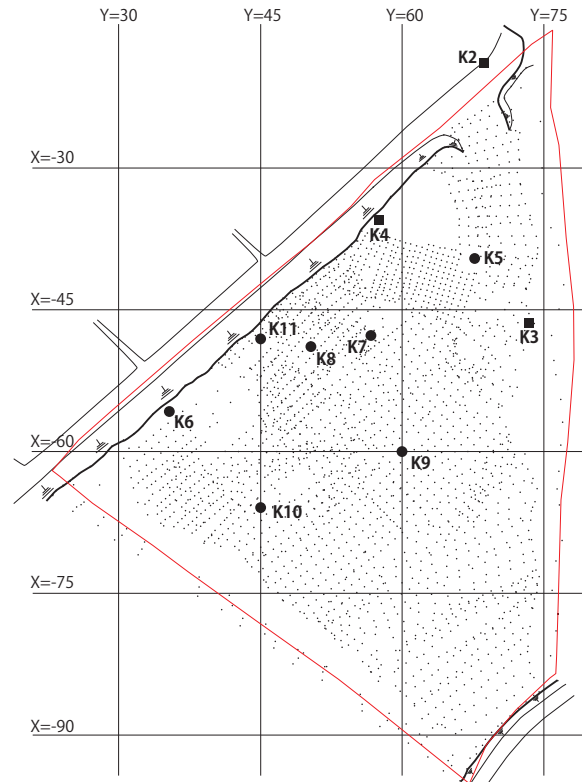 Y=30 Y=45 Y=60 Y=75
K2
X=-30
K4
K5
X=-45
K11
K7
K3
K8
K6
X=-60
K9
K10
X=-75
X=-90